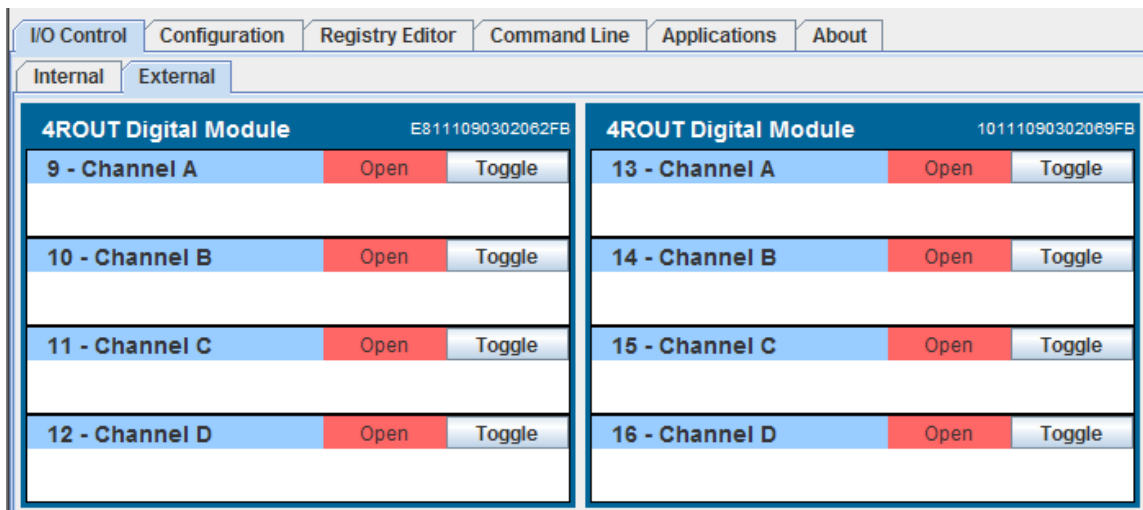 I/O Control Configuration Registry Editor Command Line Applications About
Internal External
4ROUT Digital Module E8111090302062FB
9 - Channel A Open Toggle
10 - Channel B Open Toggle
11 - Channel C Open Toggle
12 - Channel D Open Toggle
4ROUT Digital Module 10111090302069FB
13 - Channel A Open Toggle
14 - Channel B Open Toggle
15 - Channel C Open Toggle
16 - Channel D Open Toggle